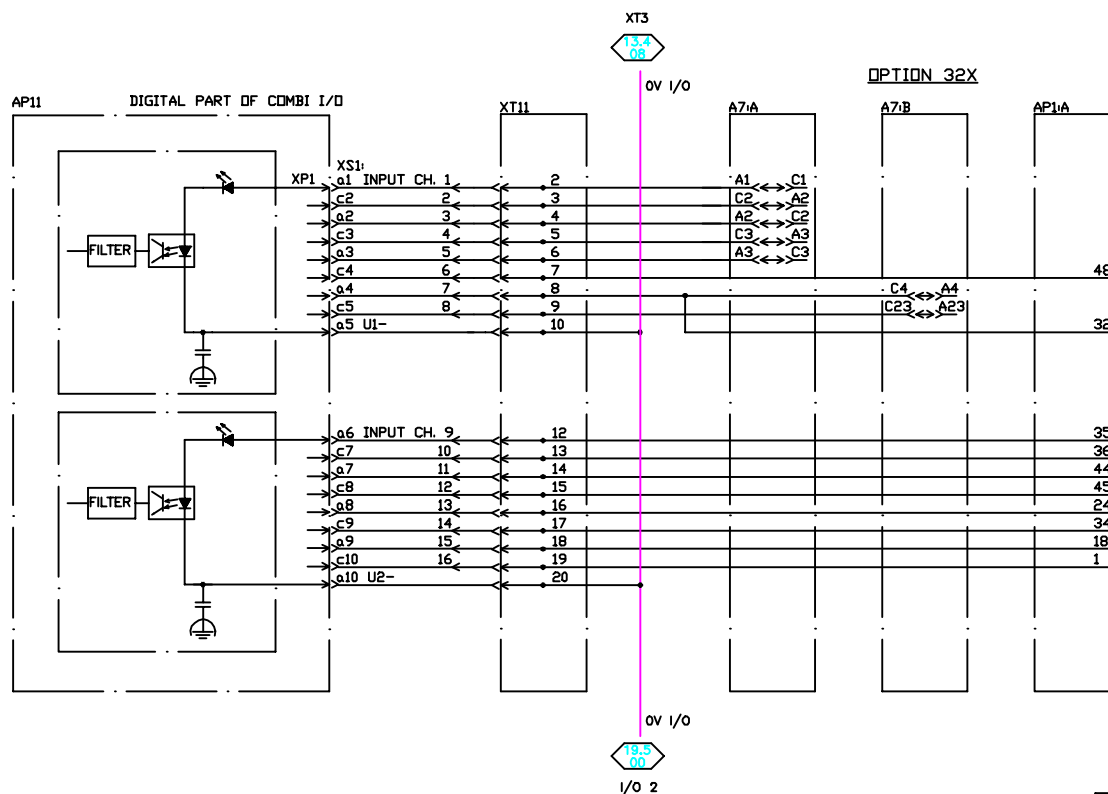 XT3
13.4
08
OPTION 32X
0V I/O
AP11 DIGITAL PART OF COMBI I/O XT11 A7:A A7:B AP1:A
XS1:
XP1 a1 INPUT CH. 1 2 A1 C1
c2 2 3 C2 A2
a2 3 4 A2 C2
c3 4 5 C3 A3
FILTER a3 5 6 A3 C3
c4 6 7 48
a4 7 8 C4 A4
c5 8 9 C23 A23
a5 U1- 10 32
a6 INPUT CH. 9 12 35
c7 10 13 36
a7 11 14 44
c8 12 15 45
FILTER a8 13 16 24
c9 14 17 34
a9 15 18 18
c10 16 19 1
a10 U2- 20
0V I/O
19.5
00
I/O 2